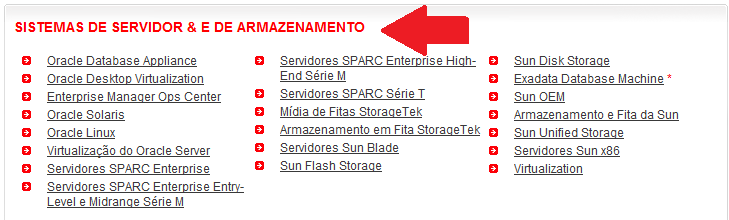 SISTEMAS DE SERVIDOR & E DE ARMAZENAMENTO
Oracle Database Appliance
Oracle Desktop Virtualization
Enterprise Manager Ops Center
Oracle Solaris
Oracle Linux
Virtualização do Oracle Server
Servidores SPARC Enterprise
Servidores SPARC Enterprise Entry-
Level e Midrange Série M
Servidores SPARC Enterprise High-
End Série M
Servidores SPARC Série T
Mídia de Fitas StorageTek
Armazenamento em Fita StorageTek
Servidores Sun Blade
Sun Flash Storage
Sun Disk Storage
Exadata Database Machine *
Sun OEM
Armazenamento e Fita da Sun
Sun Unified Storage
Servidores Sun x86
Virtualization